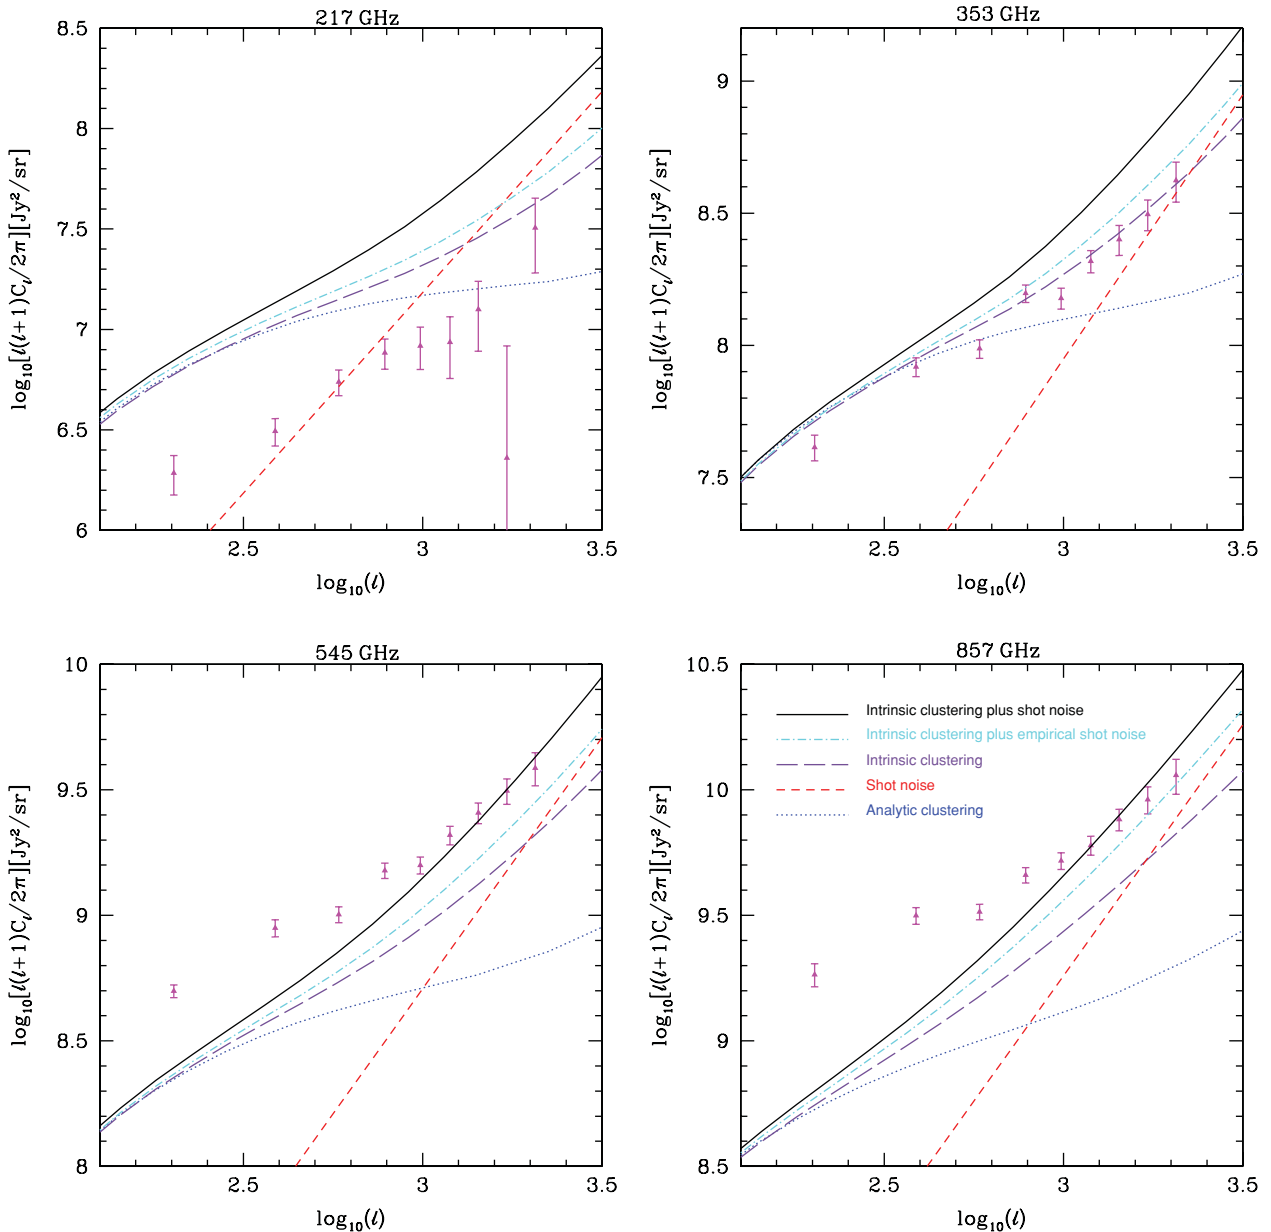 217 GHz
8.5
8
7.5
7
6.5
6
2.5
3
3.5
log₁₀[ℓ(ℓ+1)Cℓ/2π][Jy²/sr]
log₁₀(ℓ)
353 GHz
9
8.5
8
7.5
2.5
3
3.5
log₁₀[ℓ(ℓ+1)Cℓ/2π][Jy²/sr]
log₁₀(ℓ)
545 GHz
10
9.5
9
8.5
8
2.5
3
3.5
log₁₀[ℓ(ℓ+1)Cℓ/2π][Jy²/sr]
log₁₀(ℓ)
857 GHz
10.5
10
9.5
9
8.5
2.5
3
3.5
log₁₀[ℓ(ℓ+1)Cℓ/2π][Jy²/sr]
log₁₀(ℓ)
Intrinsic clustering plus shot noise
Intrinsic clustering plus empirical shot noise
Intrinsic clustering
Shot noise
Analytic clustering